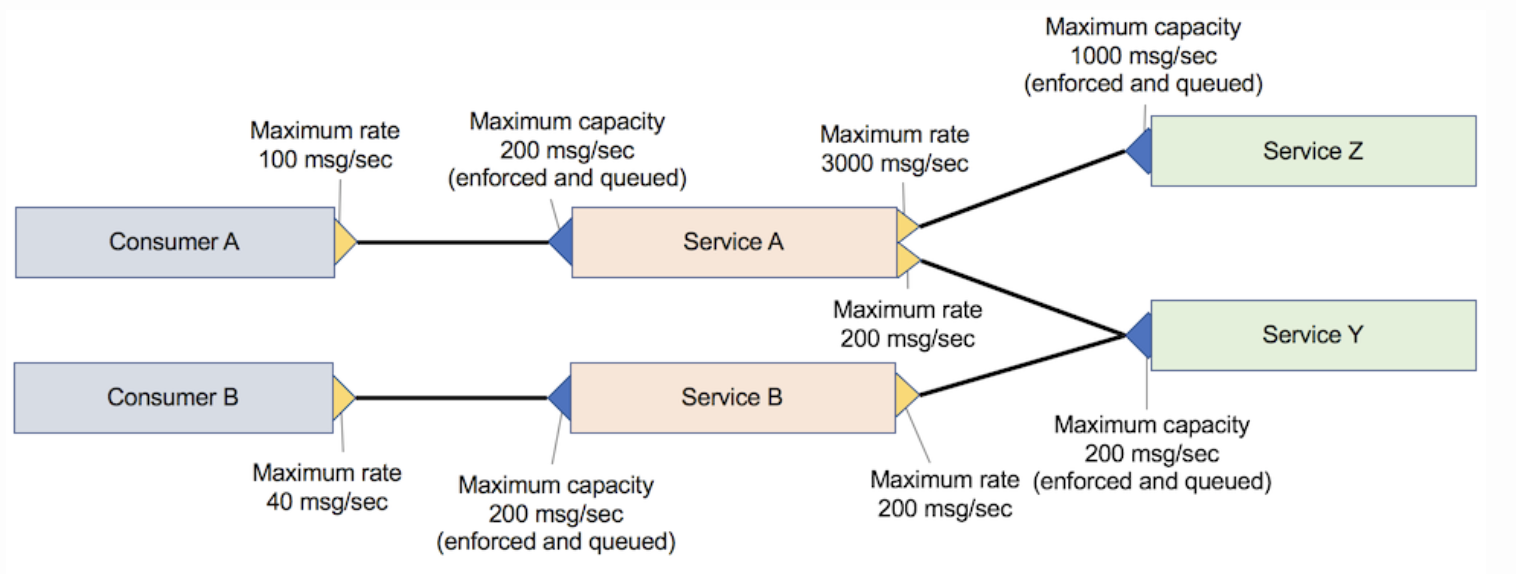 Maximum capacity
1000 msg/sec
(enforced and queued)
Maximum rate
100 msg/sec
Maximum capacity
200 msg/sec
(enforced and queued)
Maximum rate
3000 msg/sec
Service Z
Consumer A
Service A
Maximum rate
200 msg/sec
Service Y
Consumer B
Service B
Maximum rate
40 msg/sec
Maximum capacity
200 msg/sec
(enforced and queued)
Maximum rate
200 msg/sec
Maximum capacity
200 msg/sec
(enforced and queued)